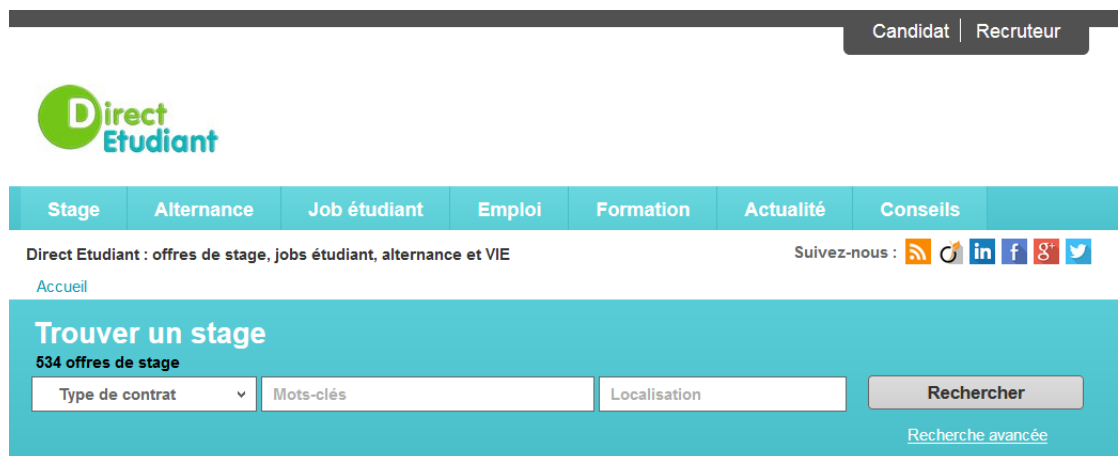 Candidat | Recruteur
Direct
Etudiant
Stage Alternance Job étudiant Emploi Formation Actualité Conseils
Direct Etudiant : offres de stage, jobs étudiant, alternance et VIE Suivez-nous : in f g+
Accueil
Trouver un stage
534 offres de stage
Type de contrat Mots-clés Localisation Rechercher
Recherche avancée